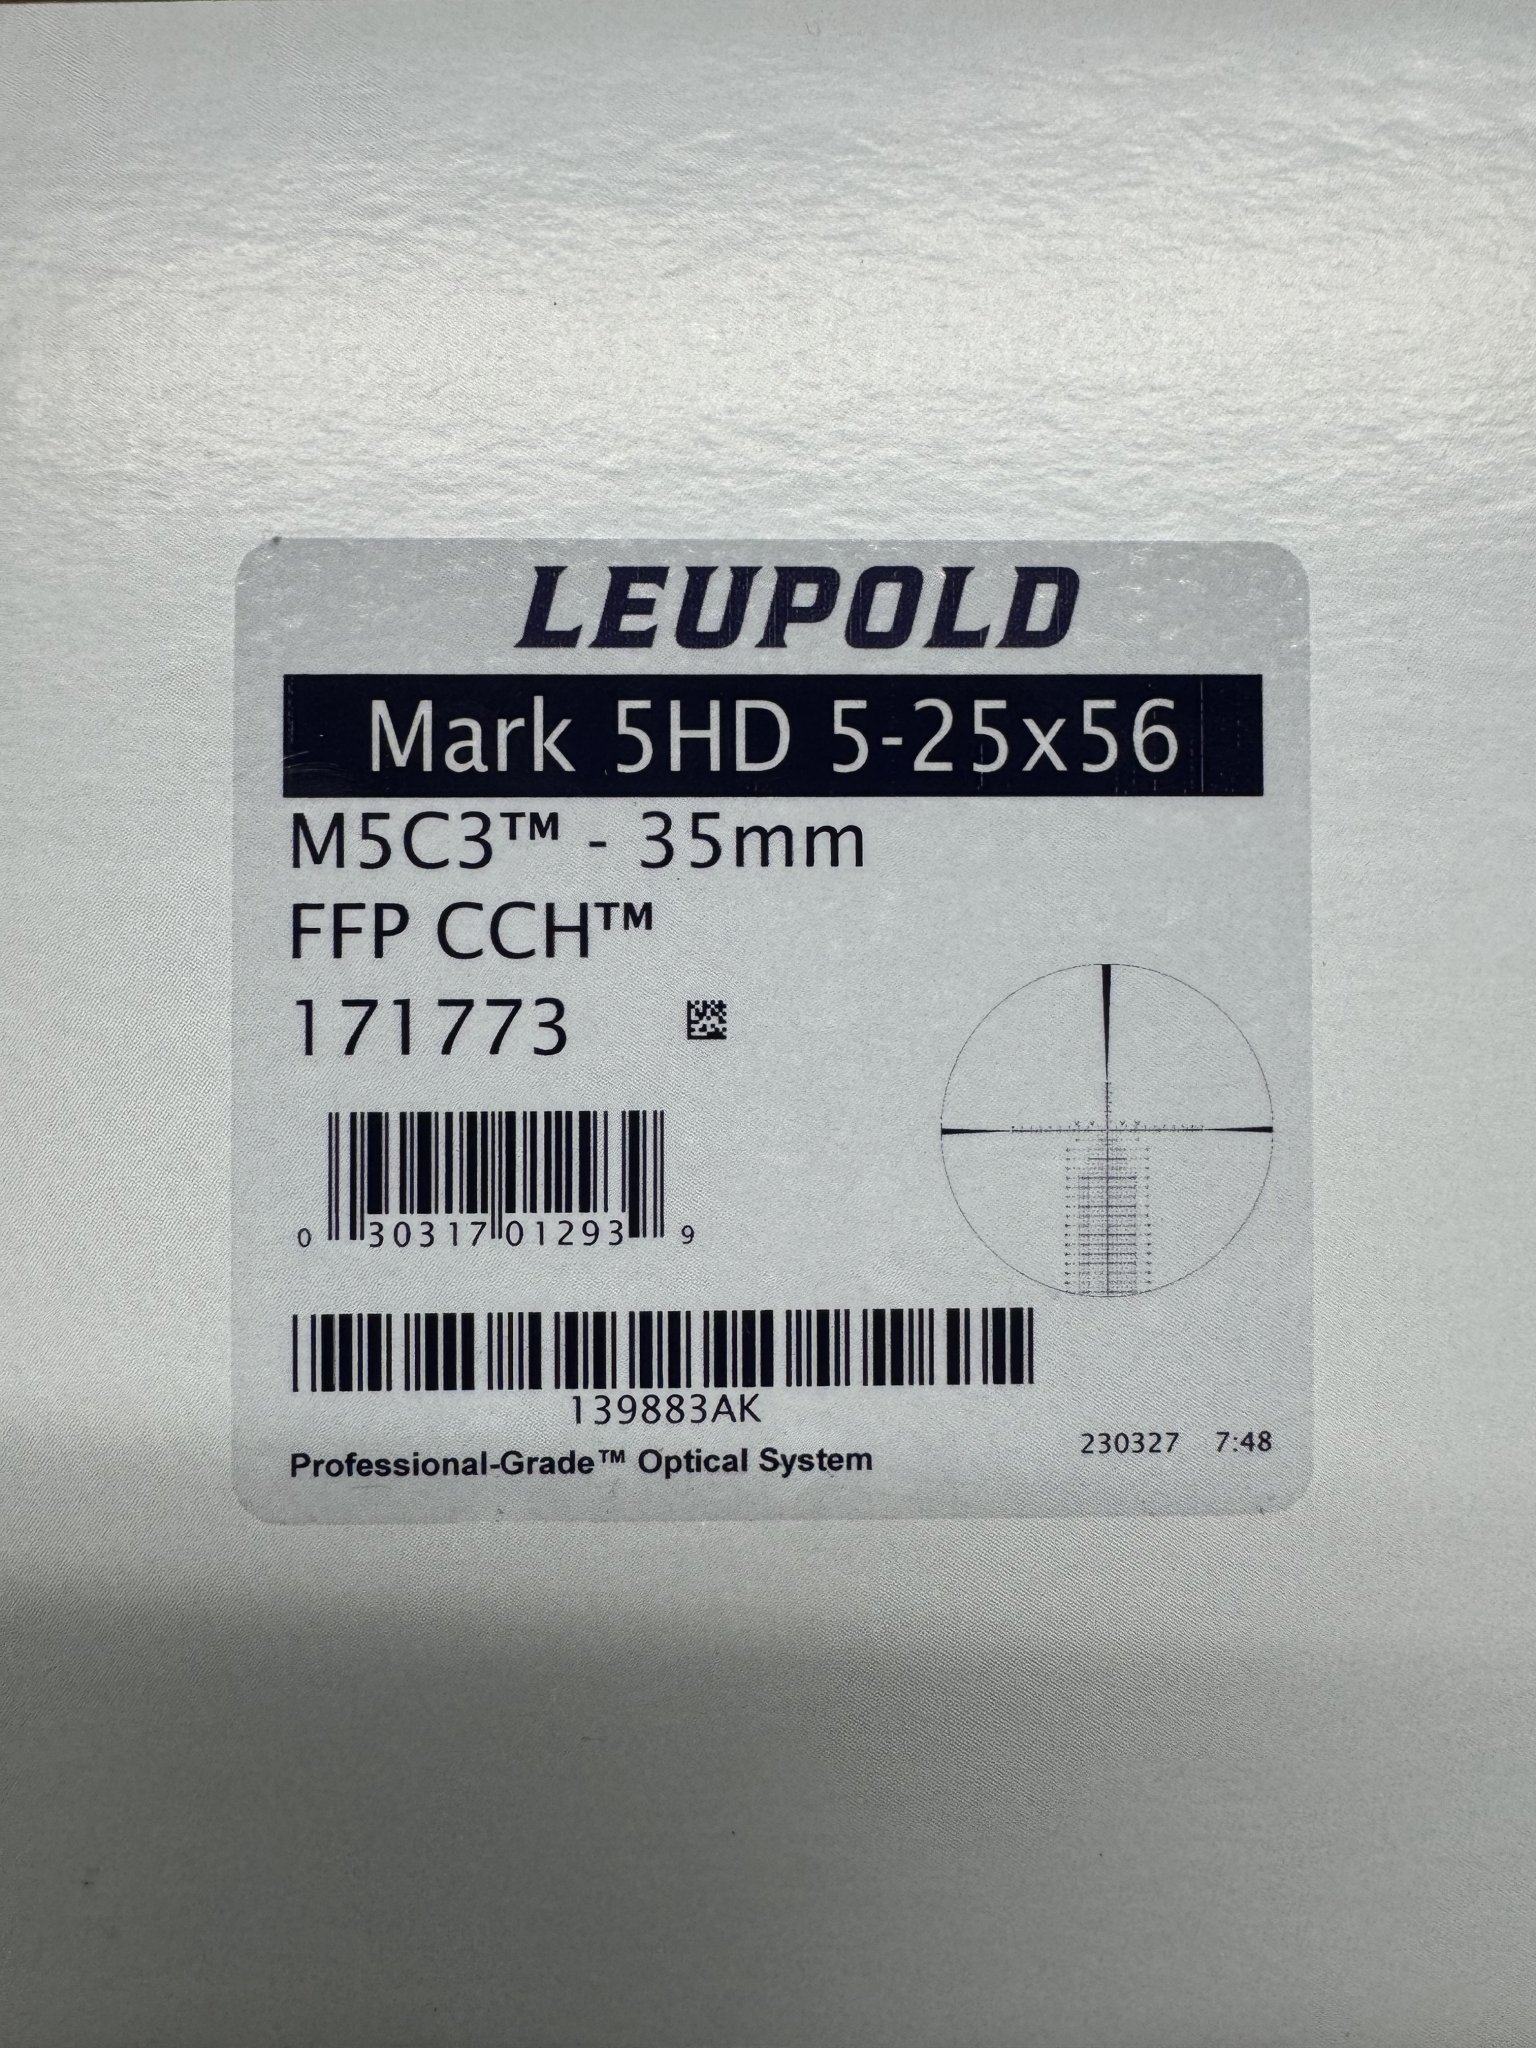 LEUPOLD
Mark 5HD 5-25x56
M5C3™ - 35mm
FFP CCH™
171773
0 30317 01293 9
139883AK
Professional-Grade™ Optical System
230327 7:48